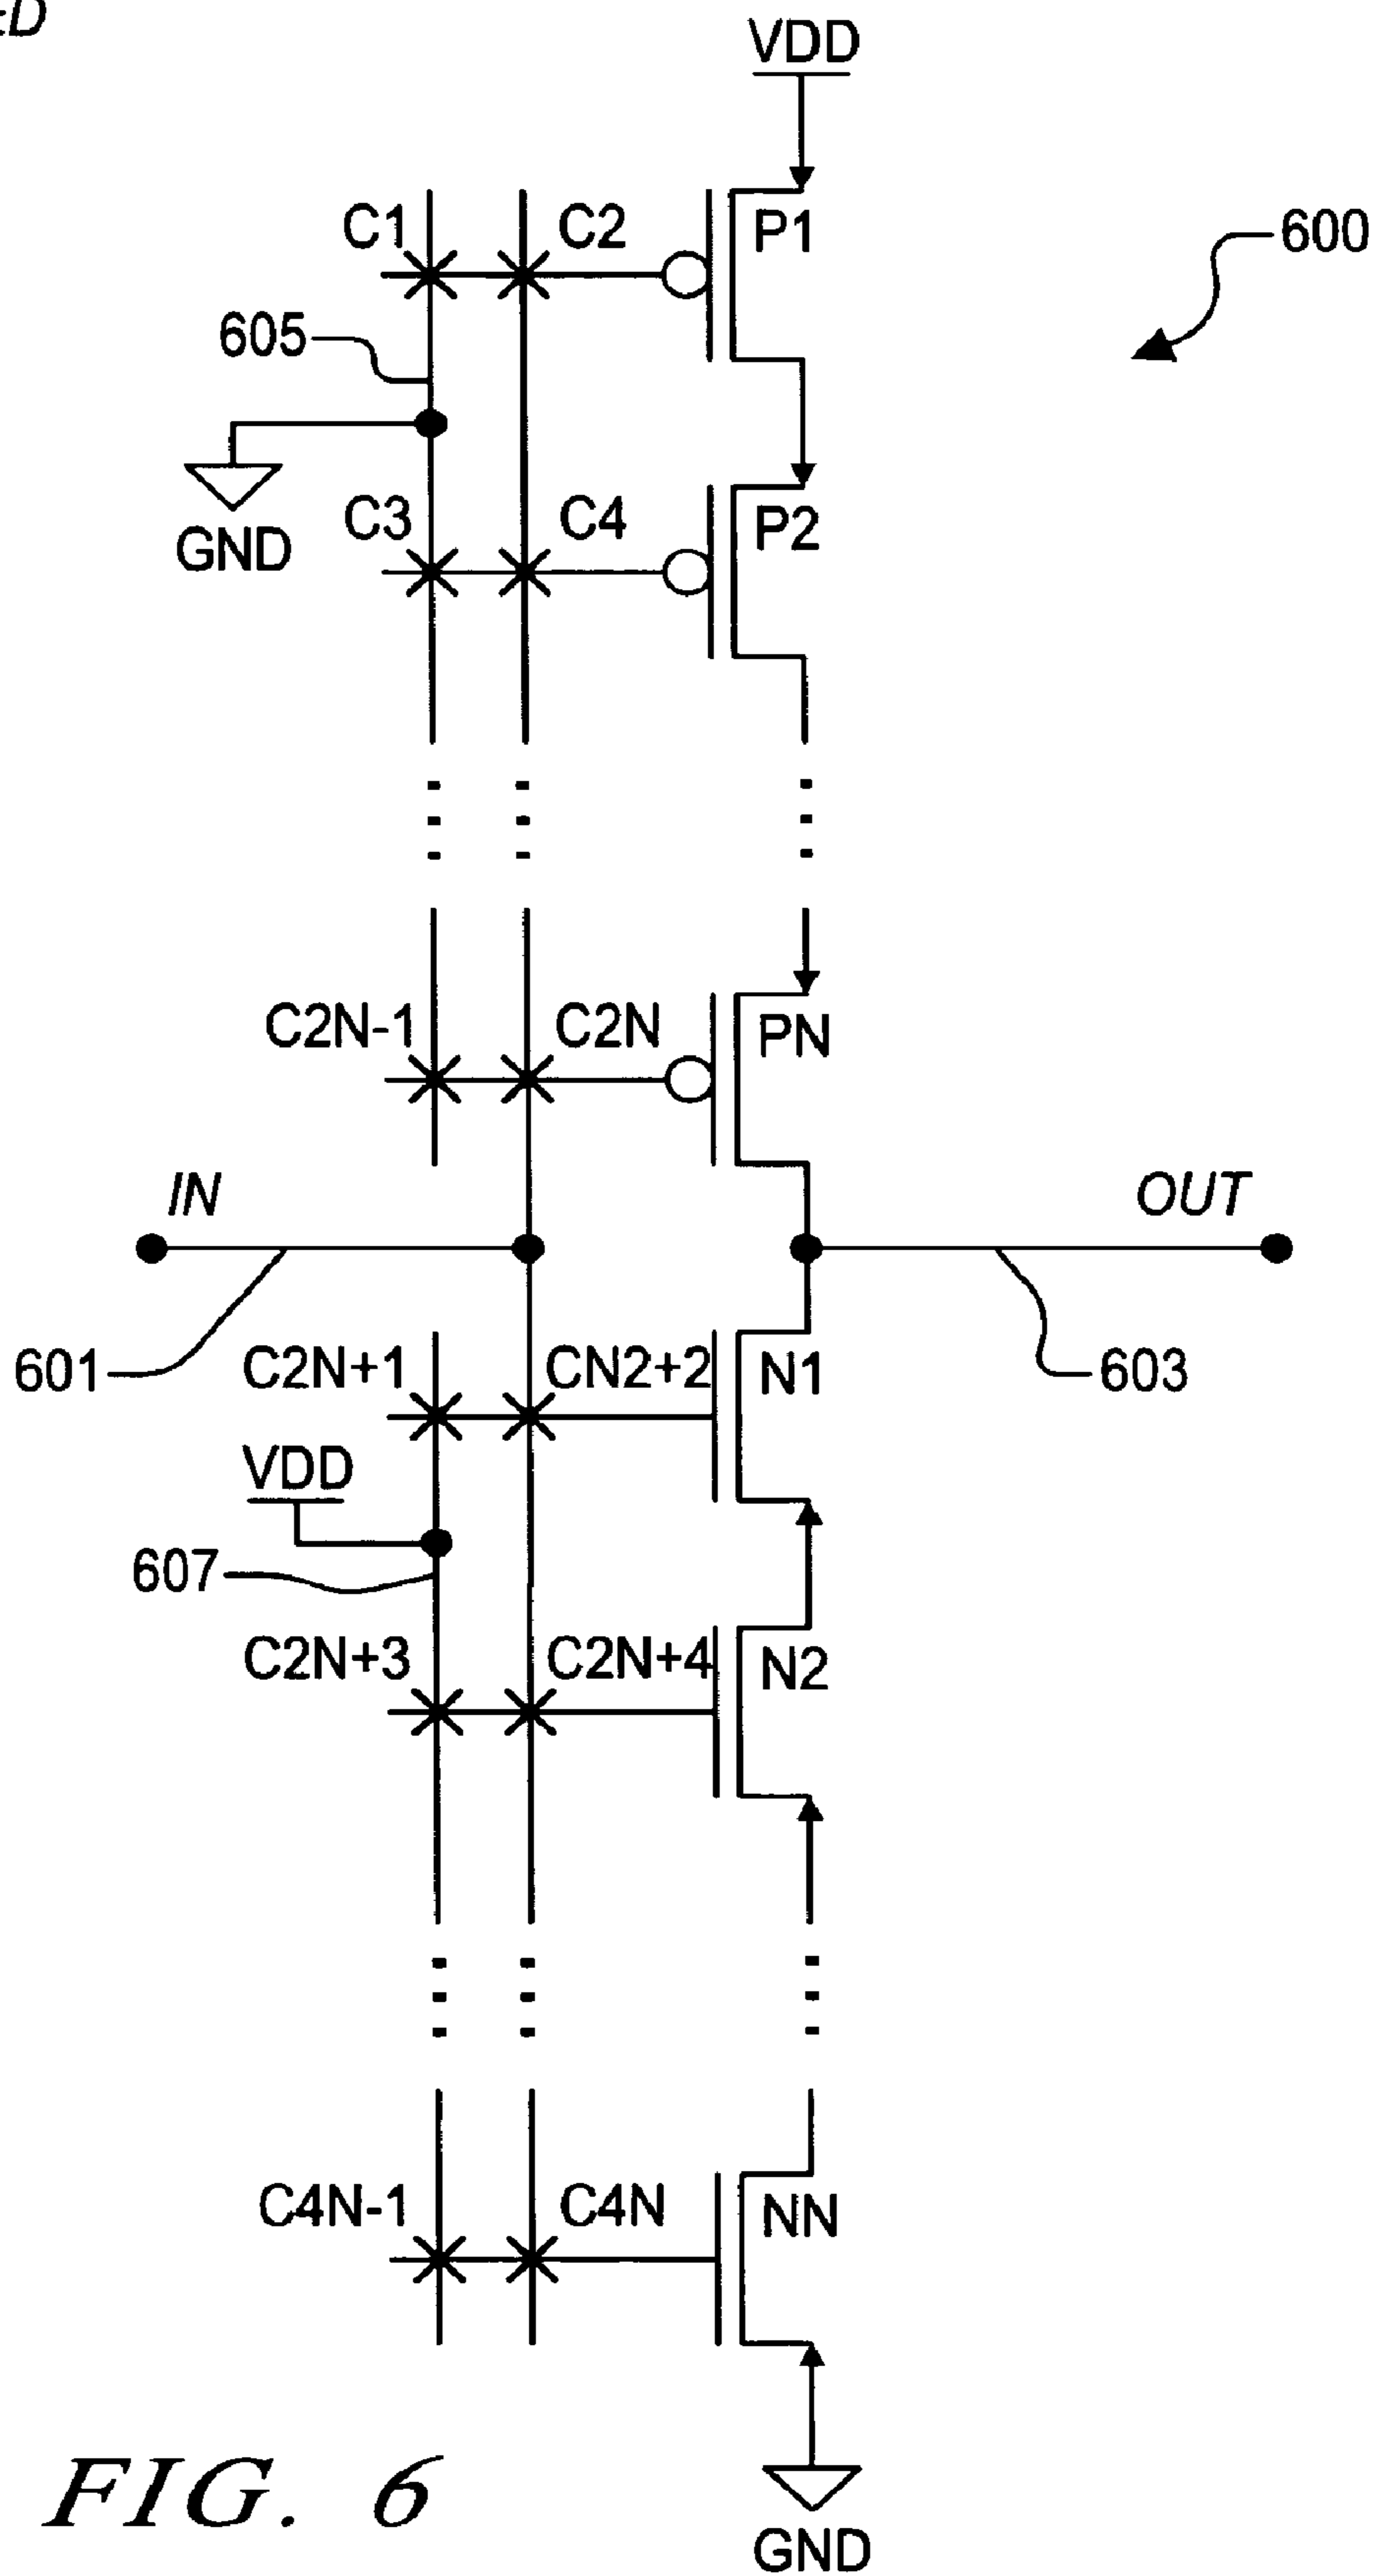 VDD
C1
C2
P1
600
605
GND
C3
C4
P2
C2N-1
C2N
PN
IN
OUT
601
C2N+1
CN2+2
N1
603
VDD
607
C2N+3
C2N+4
N2
C4N-1
C4N
NN
FIG. 6
GND